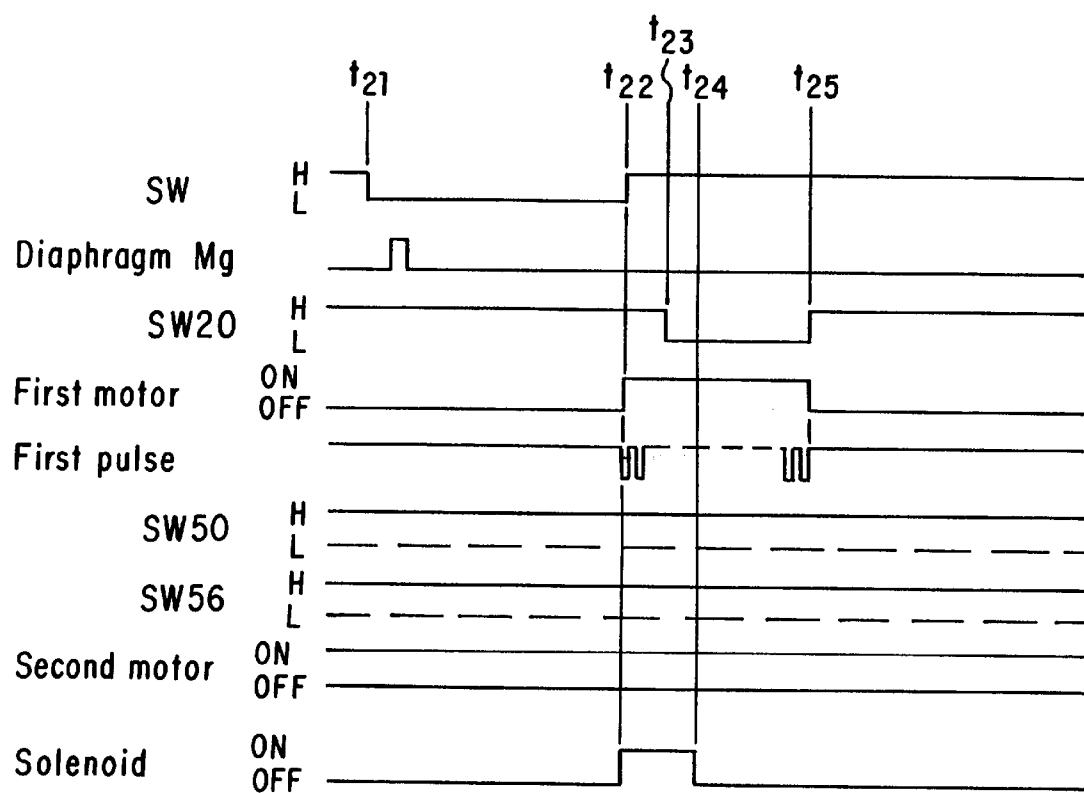 t23
t21 t22 t24 t25
SW H
L
Diaphragm Mg
SW20 H
L
First motor ON
OFF
First pulse
SW50 H
L
SW56 H
L
Second motor ON
OFF
Solenoid ON
OFF